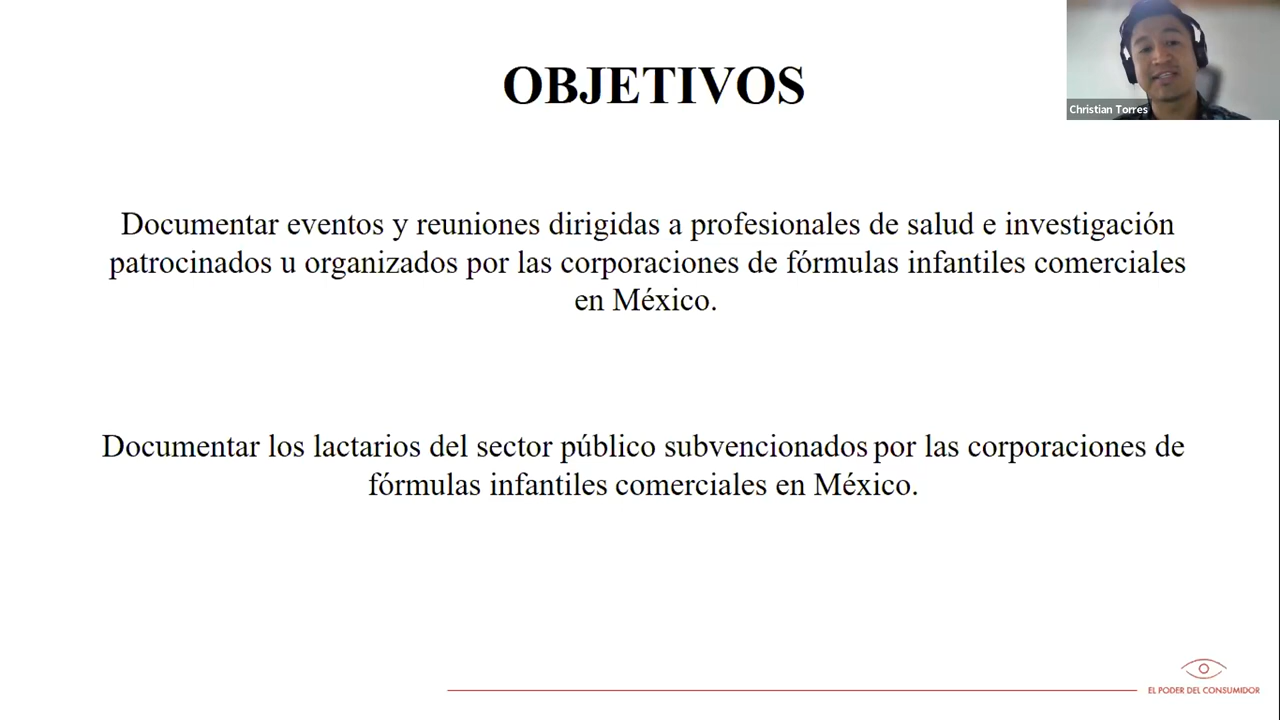 OBJETIVOS
Christian Torres
Documentar eventos y reuniones dirigidas a profesionales de salud e investigación
patrocinados u organizados por las corporaciones de fórmulas infantiles comerciales
en México.
Documentar los lactarios del sector público subvencionados por las corporaciones de
fórmulas infantiles comerciales en México.
EL PODER DEL CONSUMIDOR